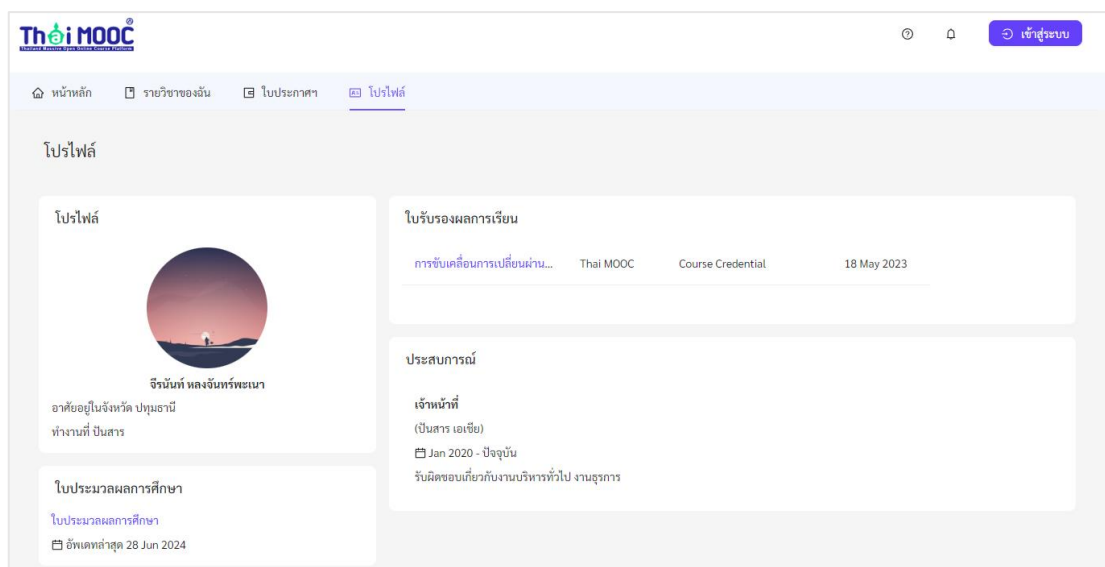 Thai MOOC
Thailand Massive Open Online Course Platform
เข้าสู่ระบบ
หน้าหลัก รายวิชาของฉัน ใบประกาศฯ โปรไฟล์
โปรไฟล์
โปรไฟล์
จีรนันท์ หลงจันทร์พะเนา
อาศัยอยู่ในจังหวัด ปทุมธานี
ทำงานที่ ปันสาร
ใบประมวลผลการศึกษา
ใบประมวลผลการศึกษา
อัพเดทล่าสุด 28 Jun 2024
ใบรับรองผลการเรียน
การขับเคลื่อนการเปลี่ยนผ่าน... Thai MOOC Course Credential 18 May 2023
ประสบการณ์
เจ้าหน้าที่
(ปันสาร เอเชีย)
Jan 2020 - ปัจจุบัน
รับผิดชอบเกี่ยวกับงานบริหารทั่วไป งานธุรการ